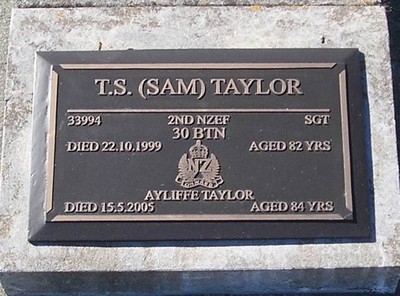 T.S. (SAM) TAYLOR
33994 2ND NZEF SGT
30 BTN
DIED 22.10.1999 AGED 82 YRS
NZ
ONWARD
AYLIFFE TAYLOR
DIED 15.5.2005 AGED 84 YRS